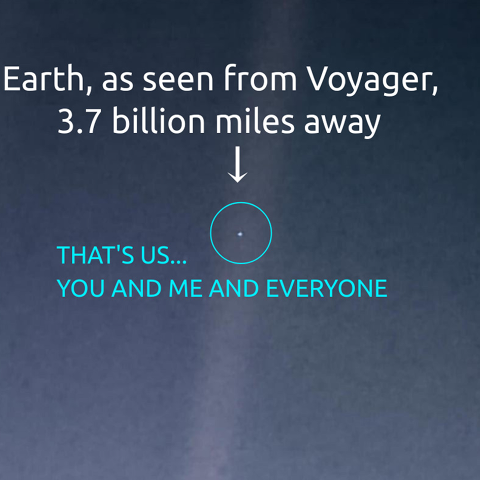 Earth, as seen from Voyager,
3.7 billion miles away
THAT'S US...
YOU AND ME AND EVERYONE